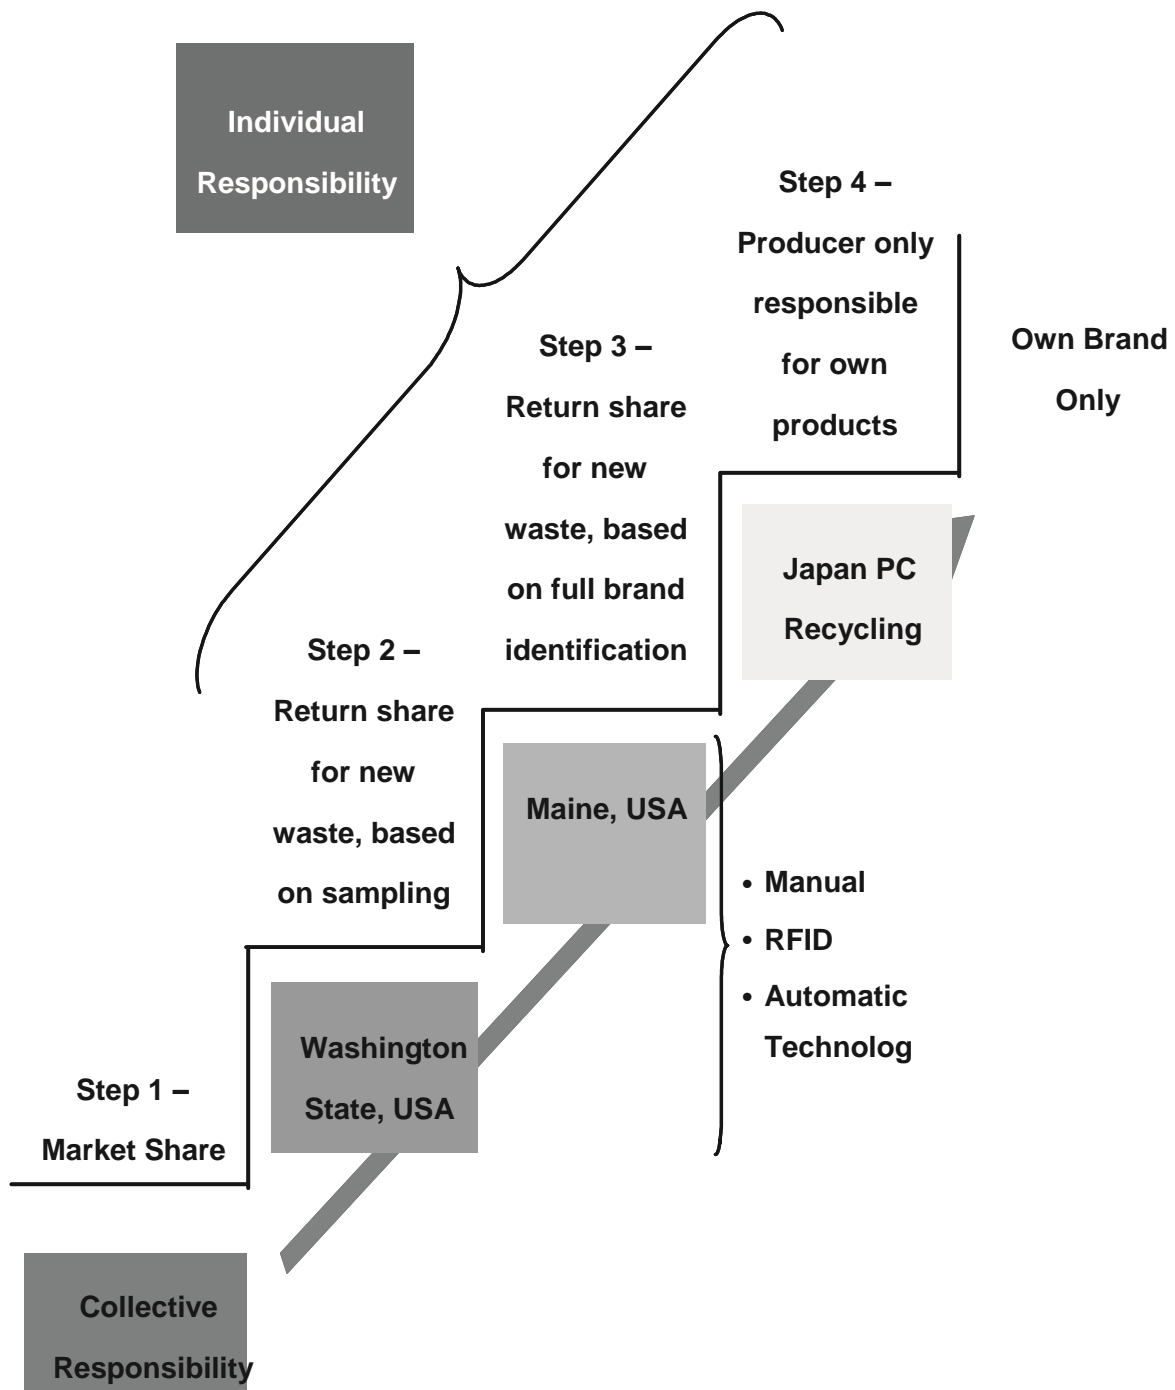 Individual
Responsibility
Step 4 –
Producer only
responsible
for own
products
Own Brand
Only
Step 3 –
Return share
for new
waste, based
on full brand
identification
Japan PC
Recycling
Step 2 –
Return share
for new
waste, based
on sampling
Maine, USA
• Manual
• RFID
• Automatic
Technolog
Washington
State, USA
Step 1 –
Market Share
Collective
Responsibility